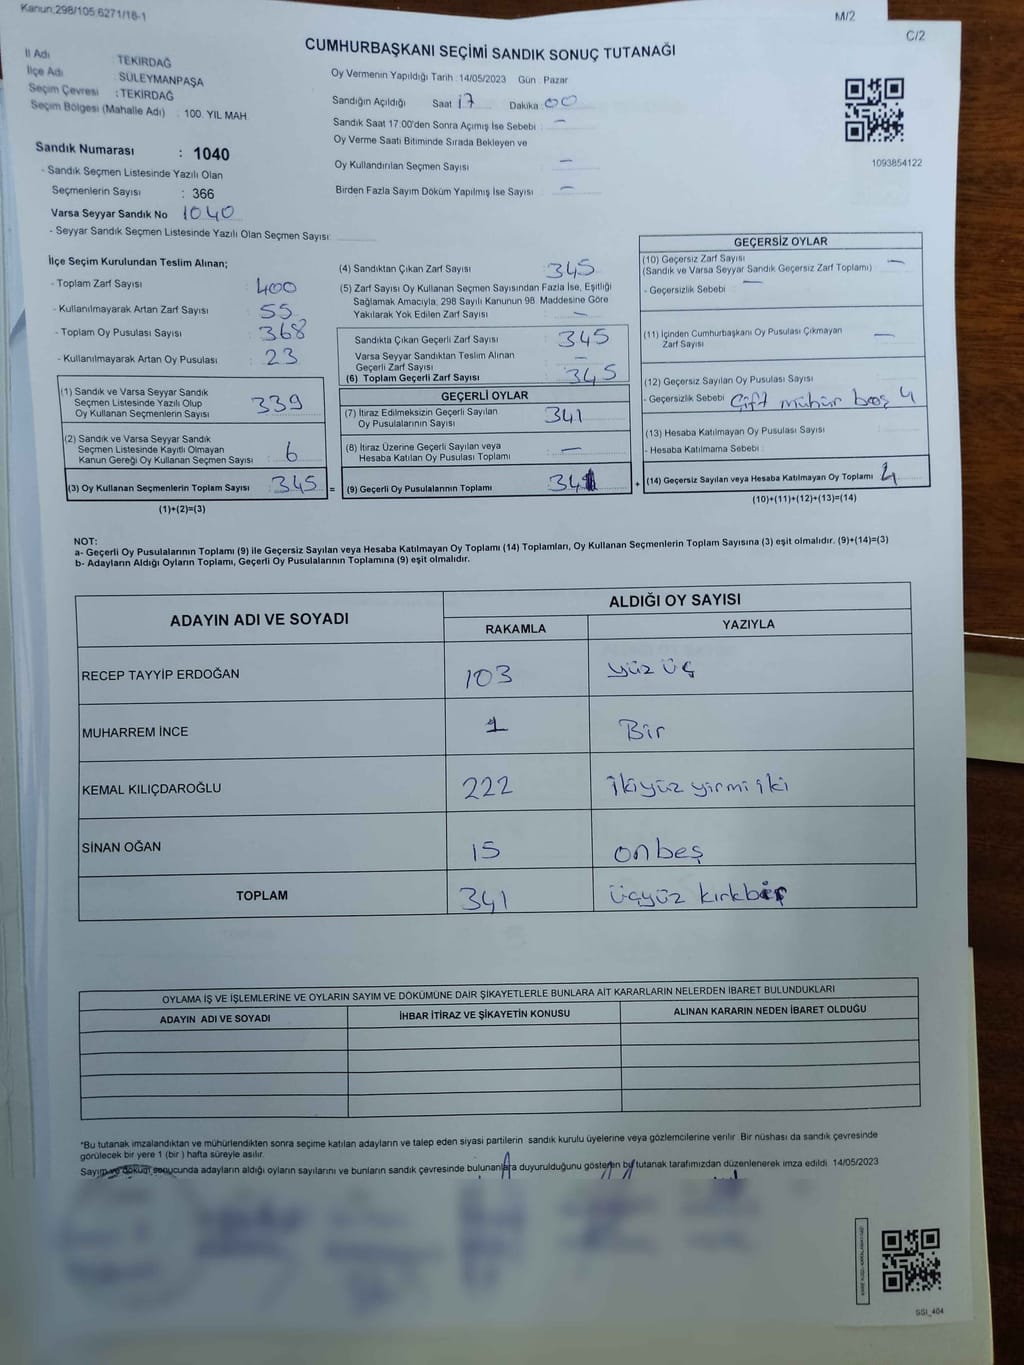 Kanun:298/105:6271/18-1
M/2
C/2
CUMHURBAŞKANI SEÇİMİ SANDIK SONUÇ TUTANAĞI
İl Adı : TEKİRDAĞ
İlçe Adı : SÜLEYMANPAŞA
Seçim Çevresi : TEKİRDAĞ
Seçim Bölgesi (Mahalle Adı) : 100. YIL MAH.
Oy Vermenin Yapıldığı Tarih : 14/05/2023 Gün : Pazar
Sandığın Açıldığı Saat : 17 Dakika : 00
Sandık Saat 17.00'den Sonra Açılmış İse Sebebi : —
Oy Verme Saati Bitiminde Sırada Bekleyen ve
Oy Kullandırılan Seçmen Sayısı : —
Birden Fazla Sayım Döküm Yapılmış İse Sayısı : —
1093854122
Sandık Numarası : 1040
- Sandık Seçmen Listesinde Yazılı Olan
Seçmenlerin Sayısı : 366
Varsa Seyyar Sandık No 1040
- Seyyar Sandık Seçmen Listesinde Yazılı Olan Seçmen Sayısı:
İlçe Seçim Kurulundan Teslim Alınan;
- Toplam Zarf Sayısı : 400
- Kullanılmayarak Artan Zarf Sayısı : 55
- Toplam Oy Pusulası Sayısı : 368
- Kullanılmayarak Artan Oy Pusulası : 23
(1) Sandık ve Varsa Seyyar Sandık
Seçmen Listesinde Yazılı Olup
Oy Kullanan Seçmenlerin Sayısı : 339
(2) Sandık ve Varsa Seyyar Sandık
Seçmen Listesinde Kayıtlı Olmayan
Kanun Gereği Oy Kullanan Seçmen Sayısı : 6
(3) Oy Kullanan Seçmenlerin Toplam Sayısı : 345 =
(1)+(2)=(3)
(4) Sandıktan Çıkan Zarf Sayısı : 345
(5) Zarf Sayısı Oy Kullanan Seçmen Sayısından Fazla İse, Eşitliği
Sağlamak Amacıyla, 298 Sayılı Kanunun 98. Maddesine Göre
Yakılarak Yok Edilen Zarf Sayısı : —
Sandıkta Çıkan Geçerli Zarf Sayısı : 345
Varsa Seyyar Sandıktan Teslim Alınan
Geçerli Zarf Sayısı : —
(6) Toplam Geçerli Zarf Sayısı : 345
GEÇERLİ OYLAR
(7) İtiraz Edilmeksizin Geçerli Sayılan
Oy Pusulalarının Sayısı : 341
(8) İtiraz Üzerine Geçerli Sayılan veya
Hesaba Katılan Oy Pusulası Toplamı : —
(9) Geçerli Oy Pusulalarının Toplamı : 341 +
GEÇERSİZ OYLAR
(10) Geçersiz Zarf Sayısı : —
(Sandık ve Varsa Seyyar Sandık Geçersiz Zarf Toplamı)
- Geçersizlik Sebebi : —
(11) İçinden Cumhurbaşkanı Oy Pusulası Çıkmayan
Zarf Sayısı : —
(12) Geçersiz Sayılan Oy Pusulası Sayısı :
- Geçersizlik Sebebi : Çift mühür boş 4
(13) Hesaba Katılmayan Oy Pusulası Sayısı :
- Hesaba Katılmama Sebebi :
(14) Geçersiz Sayılan veya Hesaba Katılmayan Oy Toplamı : 4
(10)+(11)+(12)+(13)=(14)
NOT:
a- Geçerli Oy Pusulalarının Toplamı (9) ile Geçersiz Sayılan veya Hesaba Katılmayan Oy Toplamı (14) Toplamları, Oy Kullanan Seçmenlerin Toplam Sayısına (3) eşit olmalıdır. (9)+(14)=(3)
b- Adayların Aldığı Oyların Toplamı, Geçerli Oy Pusulalarının Toplamına (9) eşit olmalıdır.
ADAYIN ADI VE SOYADI
ALDIĞI OY SAYISI
RAKAMLA YAZIYLA
RECEP TAYYİP ERDOĞAN 103 yüz üç
MUHARREM İNCE 1 Bir
KEMAL KILIÇDAROĞLU 222 ikiyüz yirmi iki
SİNAN OĞAN 15 onbeş
TOPLAM 341 üçyüz kırkbir
OYLAMA İŞ VE İŞLEMLERİNE VE OYLARIN SAYIM VE DÖKÜMÜNE DAİR ŞİKAYETLERLE BUNLARA AİT KARARLARIN NELERDEN İBARET BULUNDUKLARI
ADAYIN ADI VE SOYADI İHBAR İTİRAZ VE ŞİKAYETİN KONUSU ALINAN KARARIN NEDEN İBARET OLDUĞU
*Bu tutanak imzalandıktan ve mühürlendikten sonra seçime katılan adayların ve talep eden siyasi partilerin sandık kurulu üyelerine veya gözlemcilerine verilir. Bir nüshası da sandık çevresinde
görülecek bir yere 1 (bir ) hafta süreyle asılır.
Sayım ve döküm sonucunda adayların aldığı oyların sayılarını ve bunların sandık çevresinde bulunanlara duyurulduğunu gösteren bu tutanak tarafımızdan düzenlenerek imza edildi. 14/05/2023
SSI_404